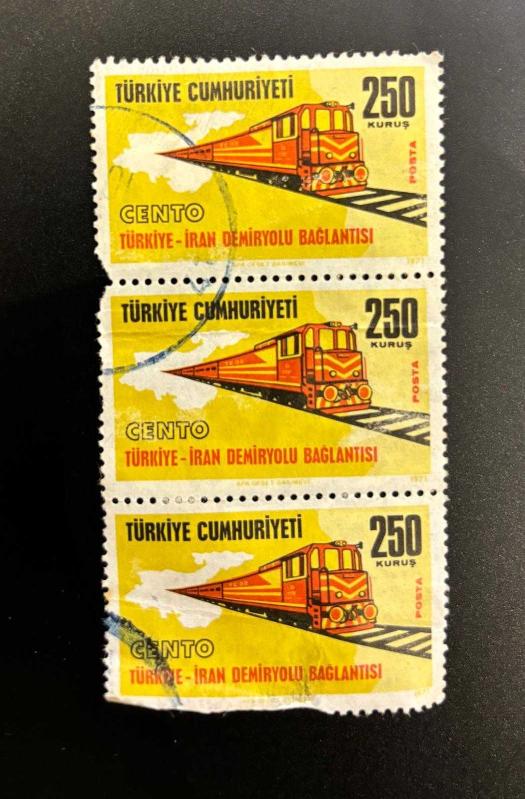 TÜRKİYE CUMHURİYETİ
250
KURUŞ
POSTA
CENTO
TÜRKİYE - İRAN DEMİRYOLU BAĞLANTISI
1971
TÜRKİYE CUMHURİYETİ
250
KURUŞ
POSTA
CENTO
TÜRKİYE - İRAN DEMİRYOLU BAĞLANTISI
1971
TÜRKİYE CUMHURİYETİ
250
KURUŞ
POSTA
CENTO
TÜRKİYE - İRAN DEMİRYOLU BAĞLANTISI